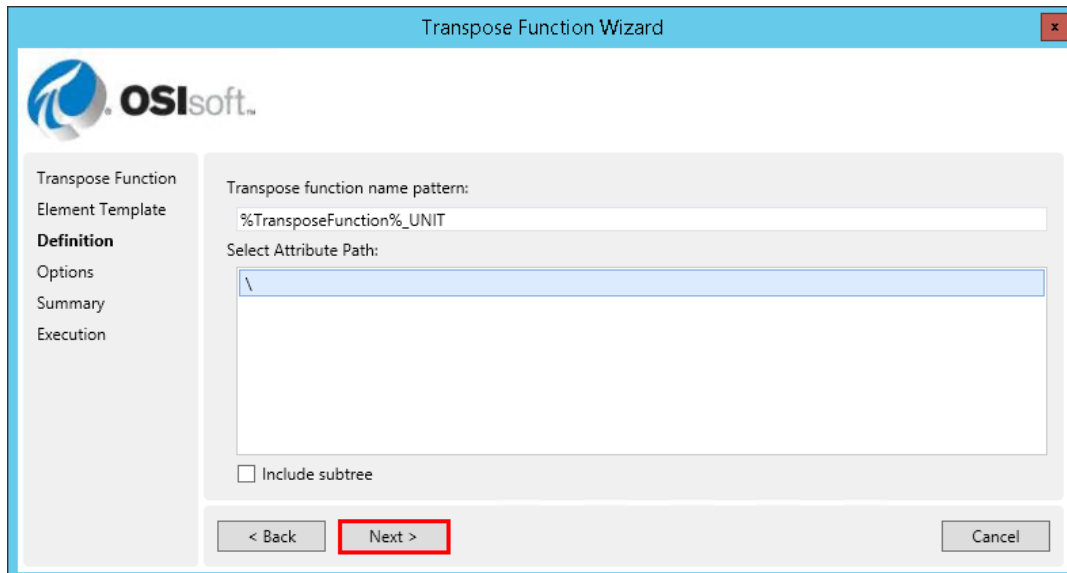 Transpose Function Wizard
x
OSIsoft™
Transpose Function
Element Template
Definition
Options
Summary
Execution
Transpose function name pattern:
%TransposeFunction%_UNIT
Select Attribute Path:
\
Include subtree
< Back
Next >
Cancel